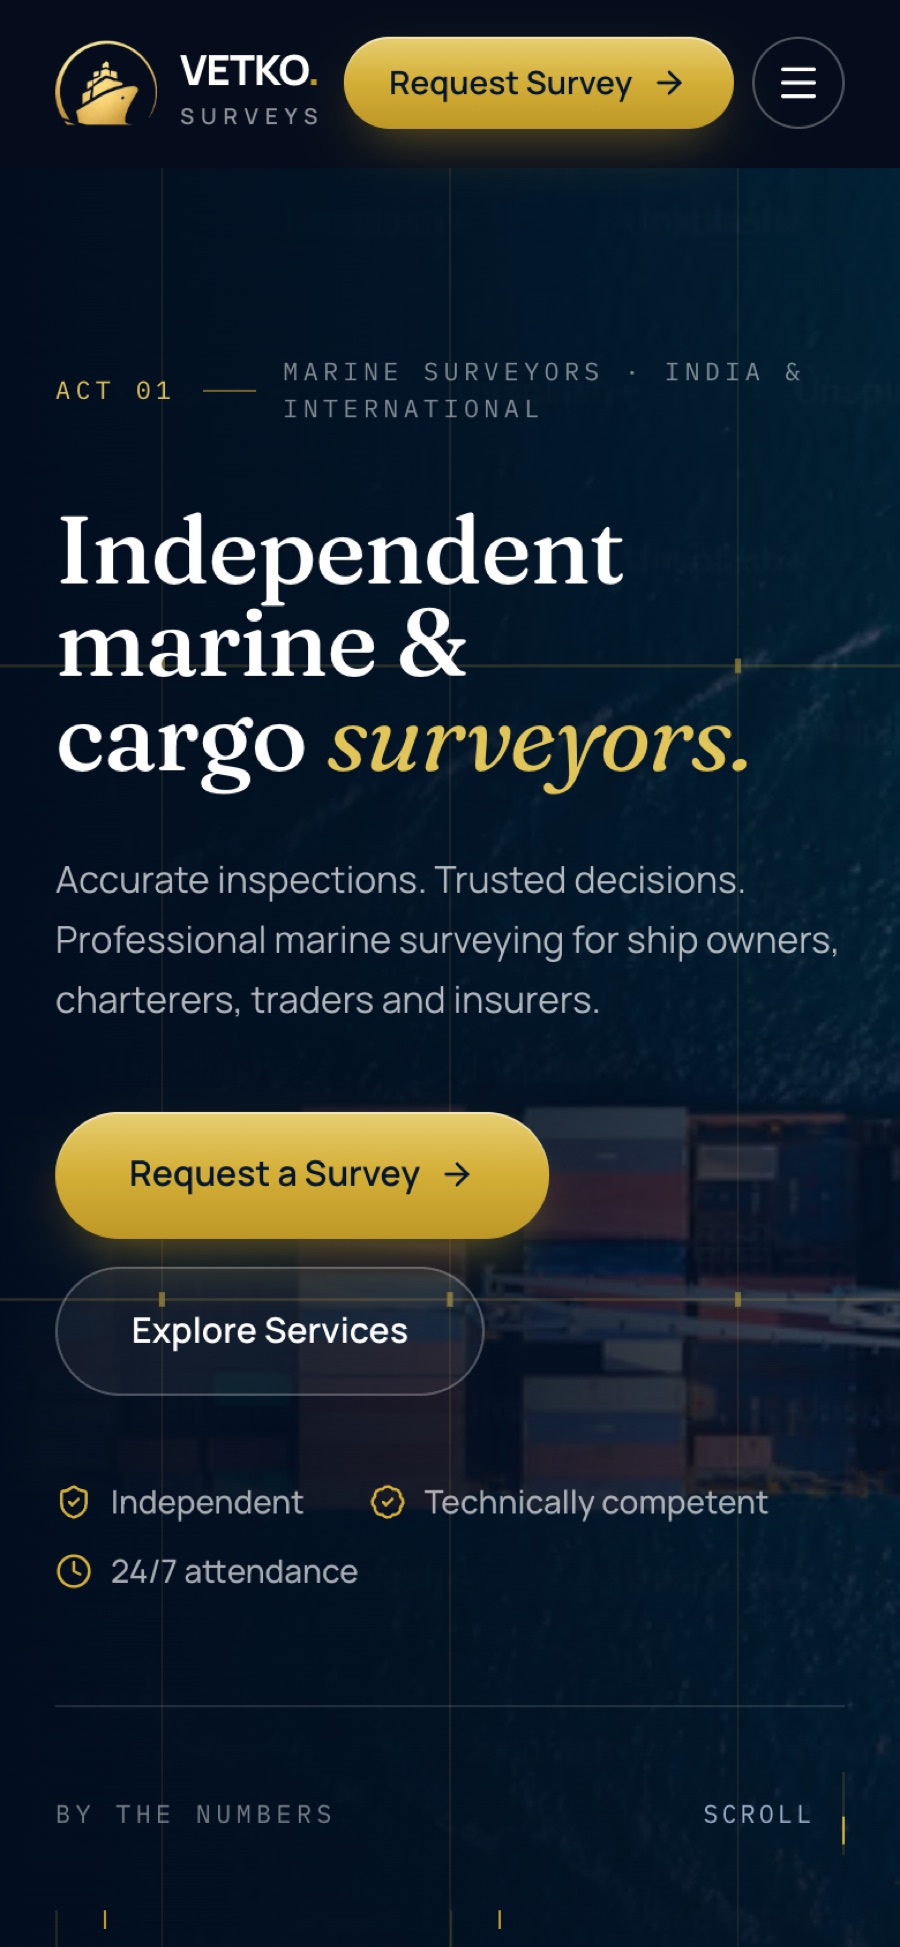 VETKO.
SURVEYS
Request Survey →
ACT 01
MARINE SURVEYORS · INDIA &
INTERNATIONAL
Independent
marine &
cargo surveyors.
Accurate inspections. Trusted decisions.
Professional marine surveying for ship owners,
charterers, traders and insurers.
Request a Survey →
Explore Services
Independent
Technically competent
24/7 attendance
BY THE NUMBERS
SCROLL